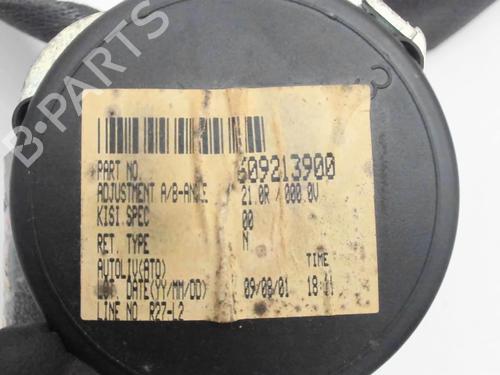 B-PARTS
PART NO. 609213900
ADJUSTMENT A/B-ANGLE 21.0R / 000.0V
KISI.SPEC 00
RET. TYPE N
AUTOLIV(ATO) TIME
LOT. DATE(YY/MM/DD) 09/08/01 18:11
LINE NO R27-L2